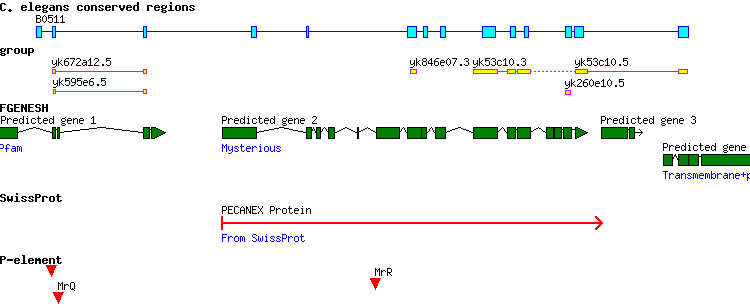 C. elegans conserved regions
B0511
group
yk672a12.5
yk846e07.3 yk53c10.3 yk53c10.5
yk595e6.5
yk260e10.5
FGENESH
Predicted gene 1 Predicted gene 2 Predicted gene 3
Pfam Mysterious
Predicted gene
Transmembrane+p
SwissProt
PECANEX Protein
From SwissProt
P-element
MrR
MrQ